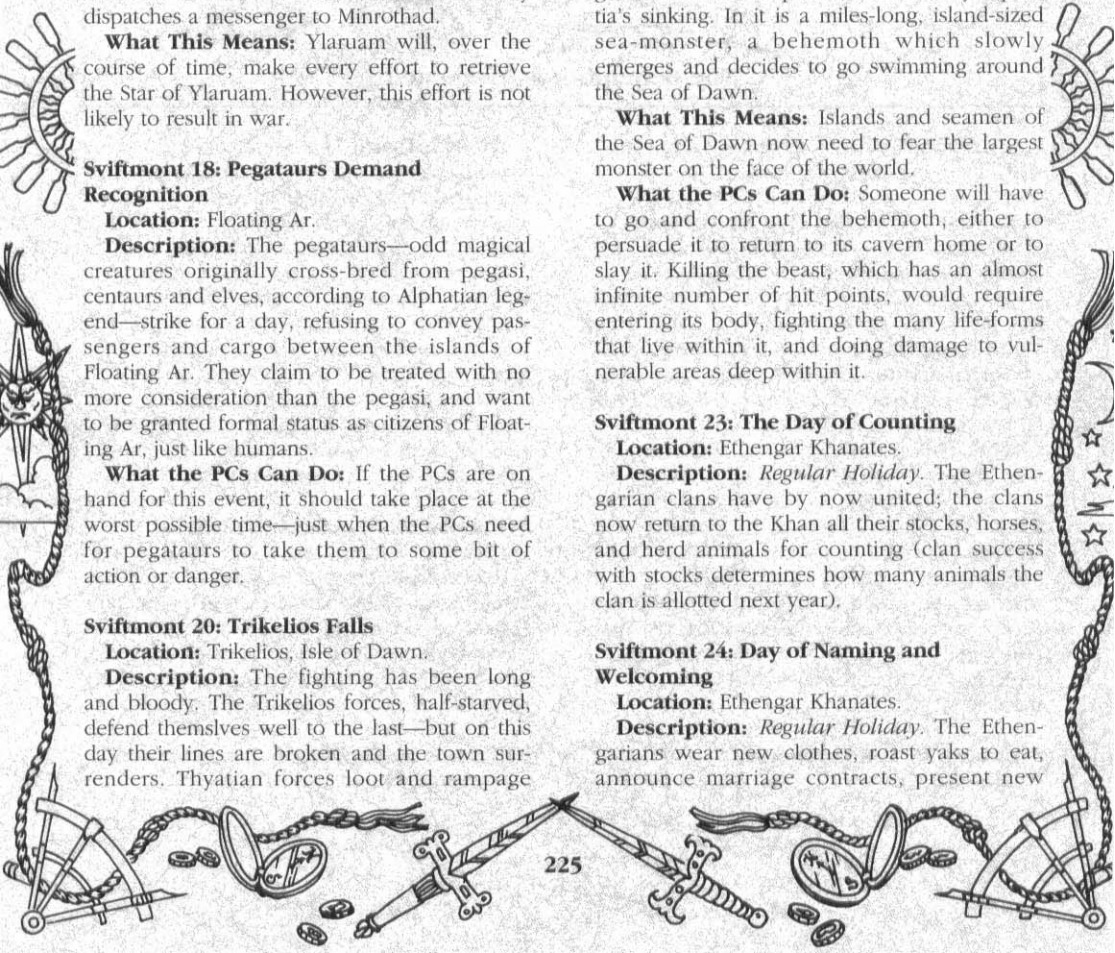 dispatches a messenger to Minrothad.
What This Means: Ylaruam will, over the
course of time, make every effort to retrieve
the Star of Ylaruam. However, this effort is not
likely to result in war.
Sviftmont 18: Pegataurs Demand
Recognition
Location: Floating Ar.
Description: The pegataurs—odd magical
creatures originally cross-bred from pegasi,
centaurs and elves, according to Alphatian leg-
end—strike for a day, refusing to convey pas-
sengers and cargo between the islands of
Floating Ar. They claim to be treated with no
more consideration than the pegasi, and want
to be granted formal status as citizens of Float-
ing Ar, just like humans.
What the PCs Can Do: If the PCs are on
hand for this event, it should take place at the
worst possible time—just when the PCs need
for pegataurs to take them to some bit of
action or danger.
Sviftmont 20: Trikelios Falls
Location: Trikelios, Isle of Dawn.
Description: The fighting has been long
and bloody. The Trikelios forces, half-starved,
defend themslves well to the last—but on this
day their lines are broken and the town sur-
renders. Thyatian forces loot and rampage
tia's sinking. In it is a miles-long, island-sized
sea-monster, a behemoth which slowly
emerges and decides to go swimming around
the Sea of Dawn.
What This Means: Islands and seamen of
the Sea of Dawn now need to fear the largest
monster on the face of the world.
What the PCs Can Do: Someone will have
to go and confront the behemoth, either to
persuade it to return to its cavern home or to
slay it. Killing the beast, which has an almost
infinite number of hit points, would require
entering its body, fighting the many life-forms
that live within it, and doing damage to vul-
nerable areas deep within it.
Sviftmont 23: The Day of Counting
Location: Ethengar Khanates.
Description: Regular Holiday. The Ethen-
garian clans have by now united; the clans
now return to the Khan all their stocks, horses,
and herd animals for counting (clan success
with stocks determines how many animals the
clan is allotted next year).
Sviftmont 24: Day of Naming and
Welcoming
Location: Ethengar Khanates.
Description: Regular Holiday. The Ethen-
garians wear new clothes, roast yaks to eat,
announce marriage contracts, present new
225